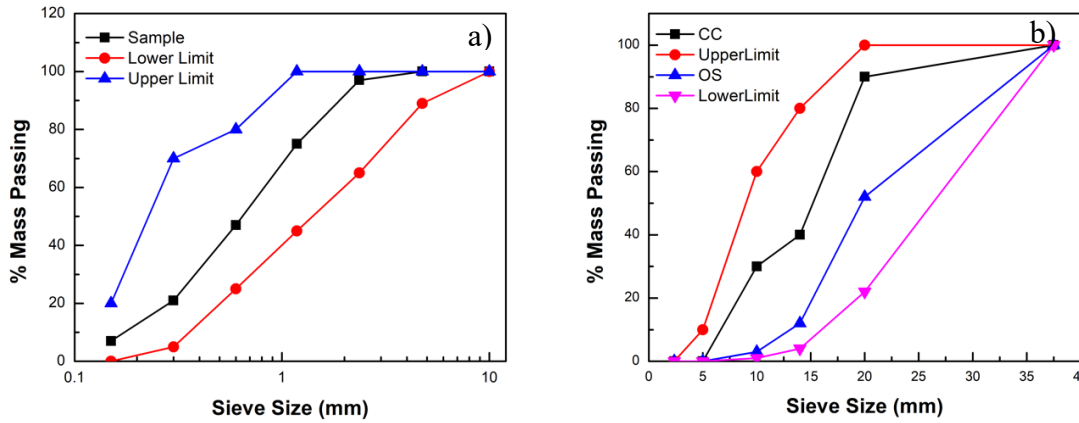 a)
Sample
Lower Limit
Upper Limit
120
100
80
60
40
20
0
% Mass Passing
0.1
1
10
Sieve Size (mm)
b)
CC
UpperLimit
OS
LowerLimit
100
80
60
40
20
0
% Mass Passing
0
5
10
15
20
25
30
35
Sieve Size (mm)